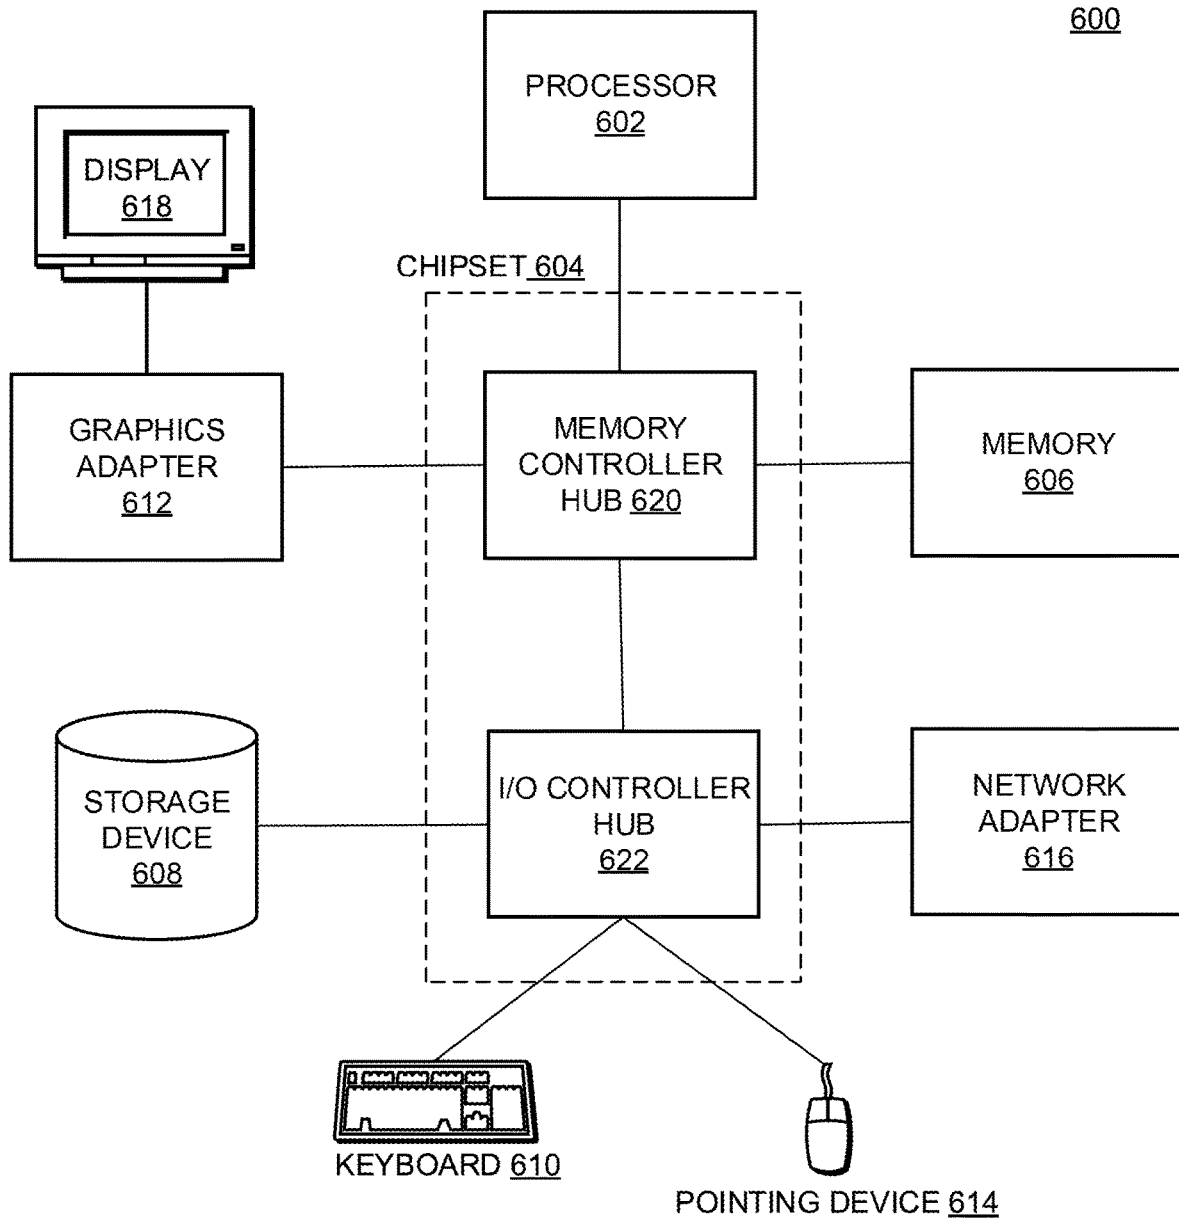 600
PROCESSOR
602
DISPLAY
618
CHIPSET 604
GRAPHICS
ADAPTER
612
MEMORY
CONTROLLER
HUB 620
MEMORY
606
STORAGE
DEVICE
608
I/O CONTROLLER
HUB
622
NETWORK
ADAPTER
616
KEYBOARD 610
POINTING DEVICE 614